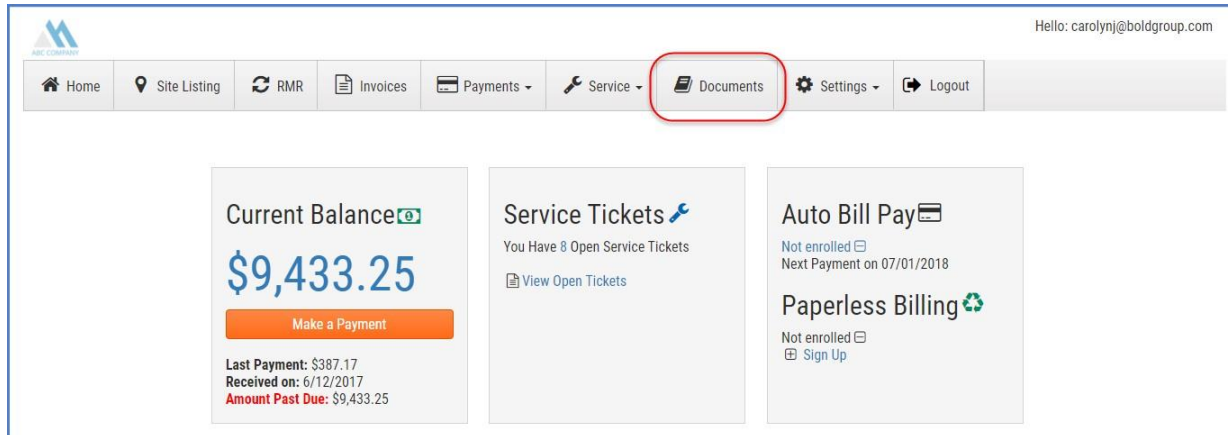 Hello: carolynj@boldgroup.com
ABC COMPANY
Home Site Listing RMR Invoices Payments Service Documents Settings Logout
Current Balance
$9,433.25
Make a Payment
Last Payment: $387.17
Received on: 6/12/2017
Amount Past Due: $9,433.25
Service Tickets
You Have 8 Open Service Tickets
View Open Tickets
Auto Bill Pay
Not enrolled
Next Payment on 07/01/2018
Paperless Billing
Not enrolled
Sign Up